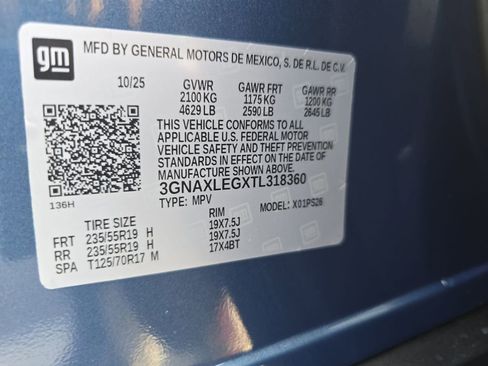 gm
MFD BY GENERAL MOTORS DE MEXICO, S. DE R.L. DE C.V.
10/25 GVWR GAWR FRT GAWR RR
2100 KG 1175 KG 1200 KG
4629 LB 2590 LB 2645 LB
THIS VEHICLE CONFORMS TO ALL
APPLICABLE U.S. FEDERAL MOTOR
VEHICLE SAFETY AND THEFT PREVENTION
STANDARDS IN EFFECT ON THE DATE OF
MANUFACTURE SHOWN ABOVE.
136H
3GNAXLEGXTL318360
TYPE: MPV MODEL: X01PS26
TIRE SIZE RIM
FRT 235/55R19 H 19X7.5J
RR 235/55R19 H 19X7.5J
SPA T125/70R17 M 17X4BT